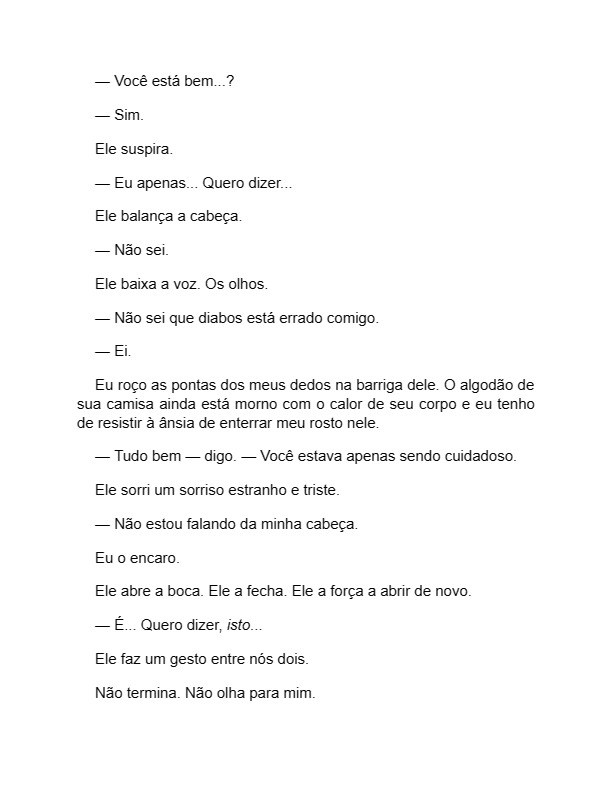 — Você está bem...?
— Sim.
Ele suspira.
— Eu apenas... Quero dizer...
Ele balança a cabeça.
— Não sei.
Ele baixa a voz. Os olhos.
— Não sei que diabos está errado comigo.
— Ei.
Eu roço as pontas dos meus dedos na barriga dele. O algodão de
sua camisa ainda está morno com o calor de seu corpo e eu tenho
de resistir à ânsia de enterrar meu rosto nele.
— Tudo bem — digo. — Você estava apenas sendo cuidadoso.
Ele sorri um sorriso estranho e triste.
— Não estou falando da minha cabeça.
Eu o encaro.
Ele abre a boca. Ele a fecha. Ele a força a abrir de novo.
— É... Quero dizer, isto...
Ele faz um gesto entre nós dois.
Não termina. Não olha para mim.